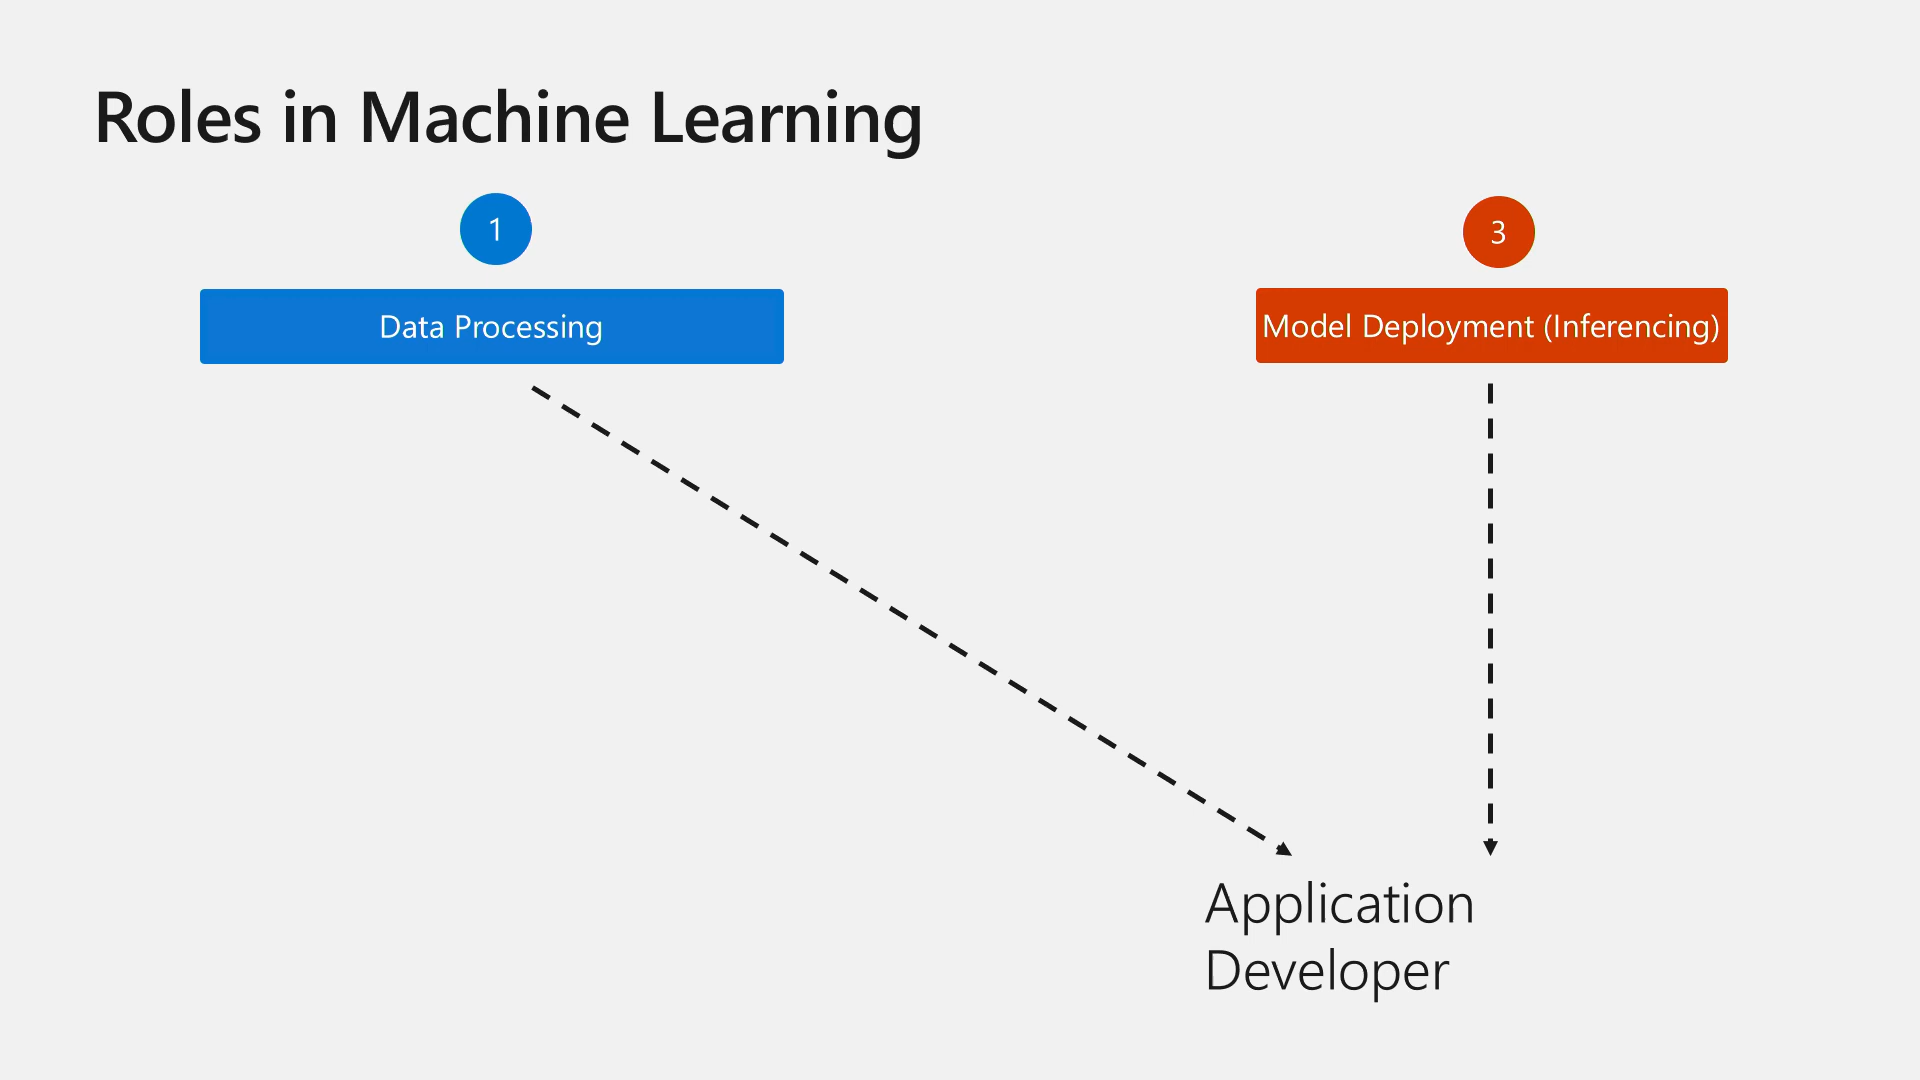 Roles in Machine Learning
1
3
Data Processing
Model Deployment (Inferencing)
Application
Developer